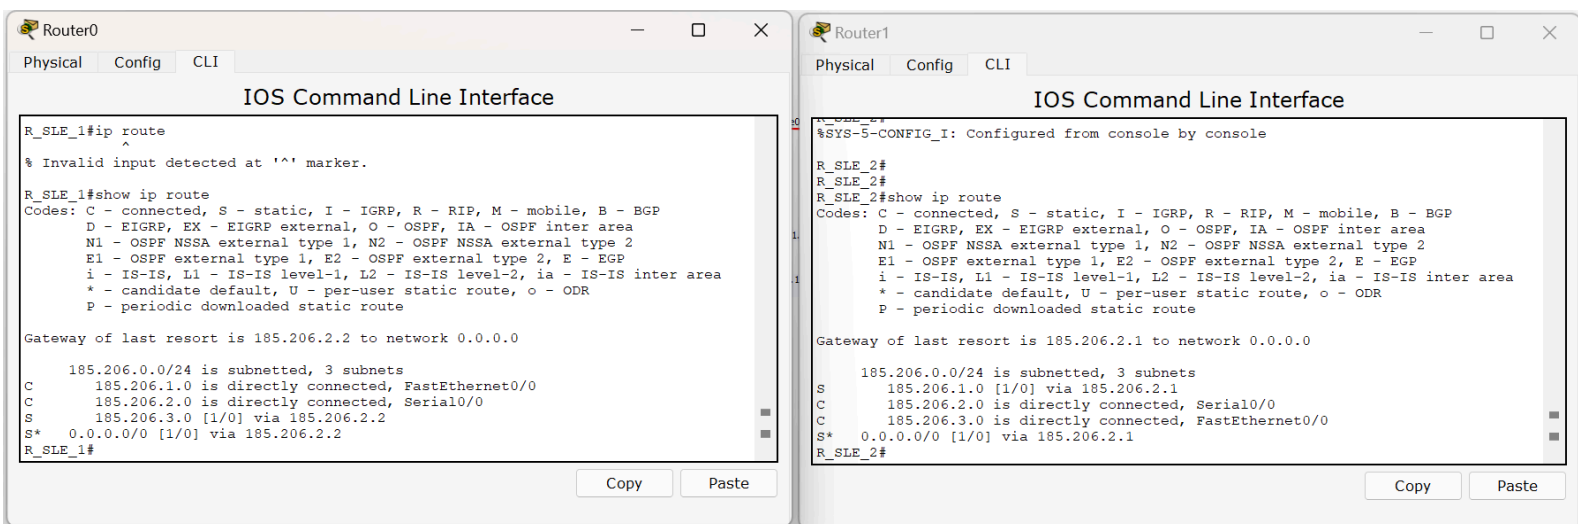 Router0
Physical Config CLI
IOS Command Line Interface
R_SLE_1#ip route
^
% Invalid input detected at '^' marker.
R_SLE_1#show ip route
Codes: C - connected, S - static, I - IGRP, R - RIP, M - mobile, B - BGP
D - EIGRP, EX - EIGRP external, O - OSPF, IA - OSPF inter area
N1 - OSPF NSSA external type 1, N2 - OSPF NSSA external type 2
E1 - OSPF external type 1, E2 - OSPF external type 2, E - EGP
i - IS-IS, L1 - IS-IS level-1, L2 - IS-IS level-2, ia - IS-IS inter area
* - candidate default, U - per-user static route, o - ODR
P - periodic downloaded static route
Gateway of last resort is 185.206.2.2 to network 0.0.0.0
185.206.0.0/24 is subnetted, 3 subnets
C 185.206.1.0 is directly connected, FastEthernet0/0
C 185.206.2.0 is directly connected, Serial0/0
S 185.206.3.0 [1/0] via 185.206.2.2
S* 0.0.0.0/0 [1/0] via 185.206.2.2
R_SLE_1#
Copy Paste
Router1
Physical Config CLI
IOS Command Line Interface
R_SLE_2#
%SYS-5-CONFIG_I: Configured from console by console
R_SLE_2#
R_SLE_2#
R_SLE_2#show ip route
Codes: C - connected, S - static, I - IGRP, R - RIP, M - mobile, B - BGP
D - EIGRP, EX - EIGRP external, O - OSPF, IA - OSPF inter area
N1 - OSPF NSSA external type 1, N2 - OSPF NSSA external type 2
E1 - OSPF external type 1, E2 - OSPF external type 2, E - EGP
i - IS-IS, L1 - IS-IS level-1, L2 - IS-IS level-2, ia - IS-IS inter area
* - candidate default, U - per-user static route, o - ODR
P - periodic downloaded static route
Gateway of last resort is 185.206.2.1 to network 0.0.0.0
185.206.0.0/24 is subnetted, 3 subnets
S 185.206.1.0 [1/0] via 185.206.2.1
C 185.206.2.0 is directly connected, Serial0/0
C 185.206.3.0 is directly connected, FastEthernet0/0
S* 0.0.0.0/0 [1/0] via 185.206.2.1
R_SLE_2#
Copy Paste